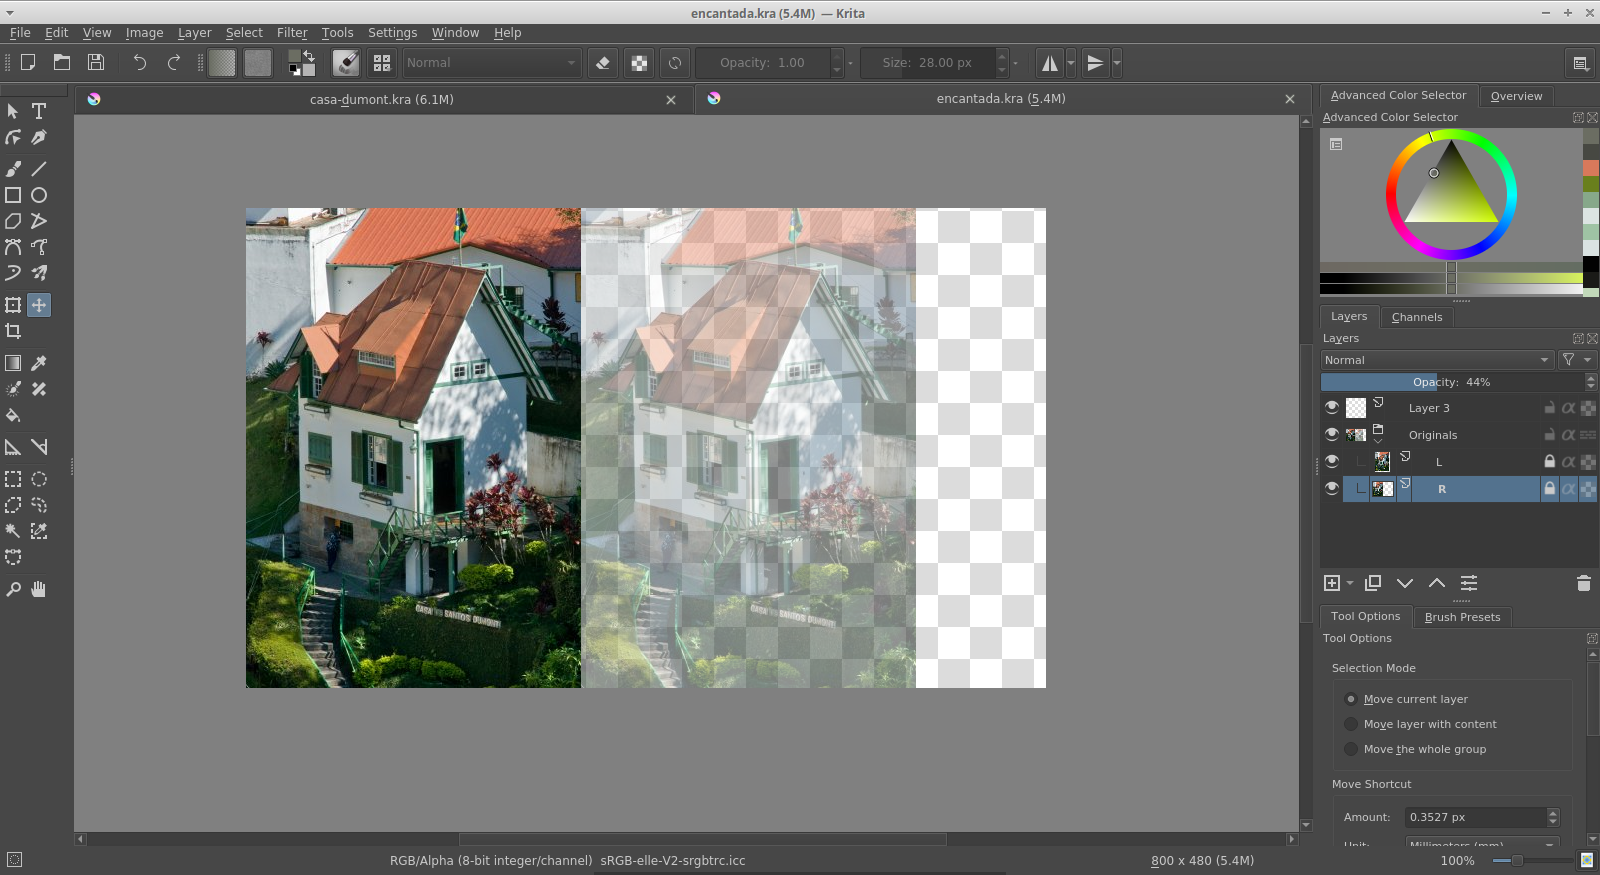 encantada.kra (5.4M) — Krita
File Edit View Image Layer Select Filter Tools Settings Window Help
Normal Opacity: 1.00 Size: 28.00 px
casa-dumont.kra (6.1M) encantada.kra (5.4M)
Advanced Color Selector Overview
Advanced Color Selector
CASA DE SANTOS DUMONT
CASA DE SANTOS DUMONT
Layers Channels
Layers
Normal
Opacity: 44%
Layer 3
Originals
L
R
Tool Options Brush Presets
Tool Options
Selection Mode
Move current layer
Move layer with content
Move the whole group
Move Shortcut
Amount: 0.3527 px
Unit: Millimeters (mm)
RGB/Alpha (8-bit integer/channel) sRGB-elle-V2-srgbtrc.icc 800 x 480 (5.4M) 100%